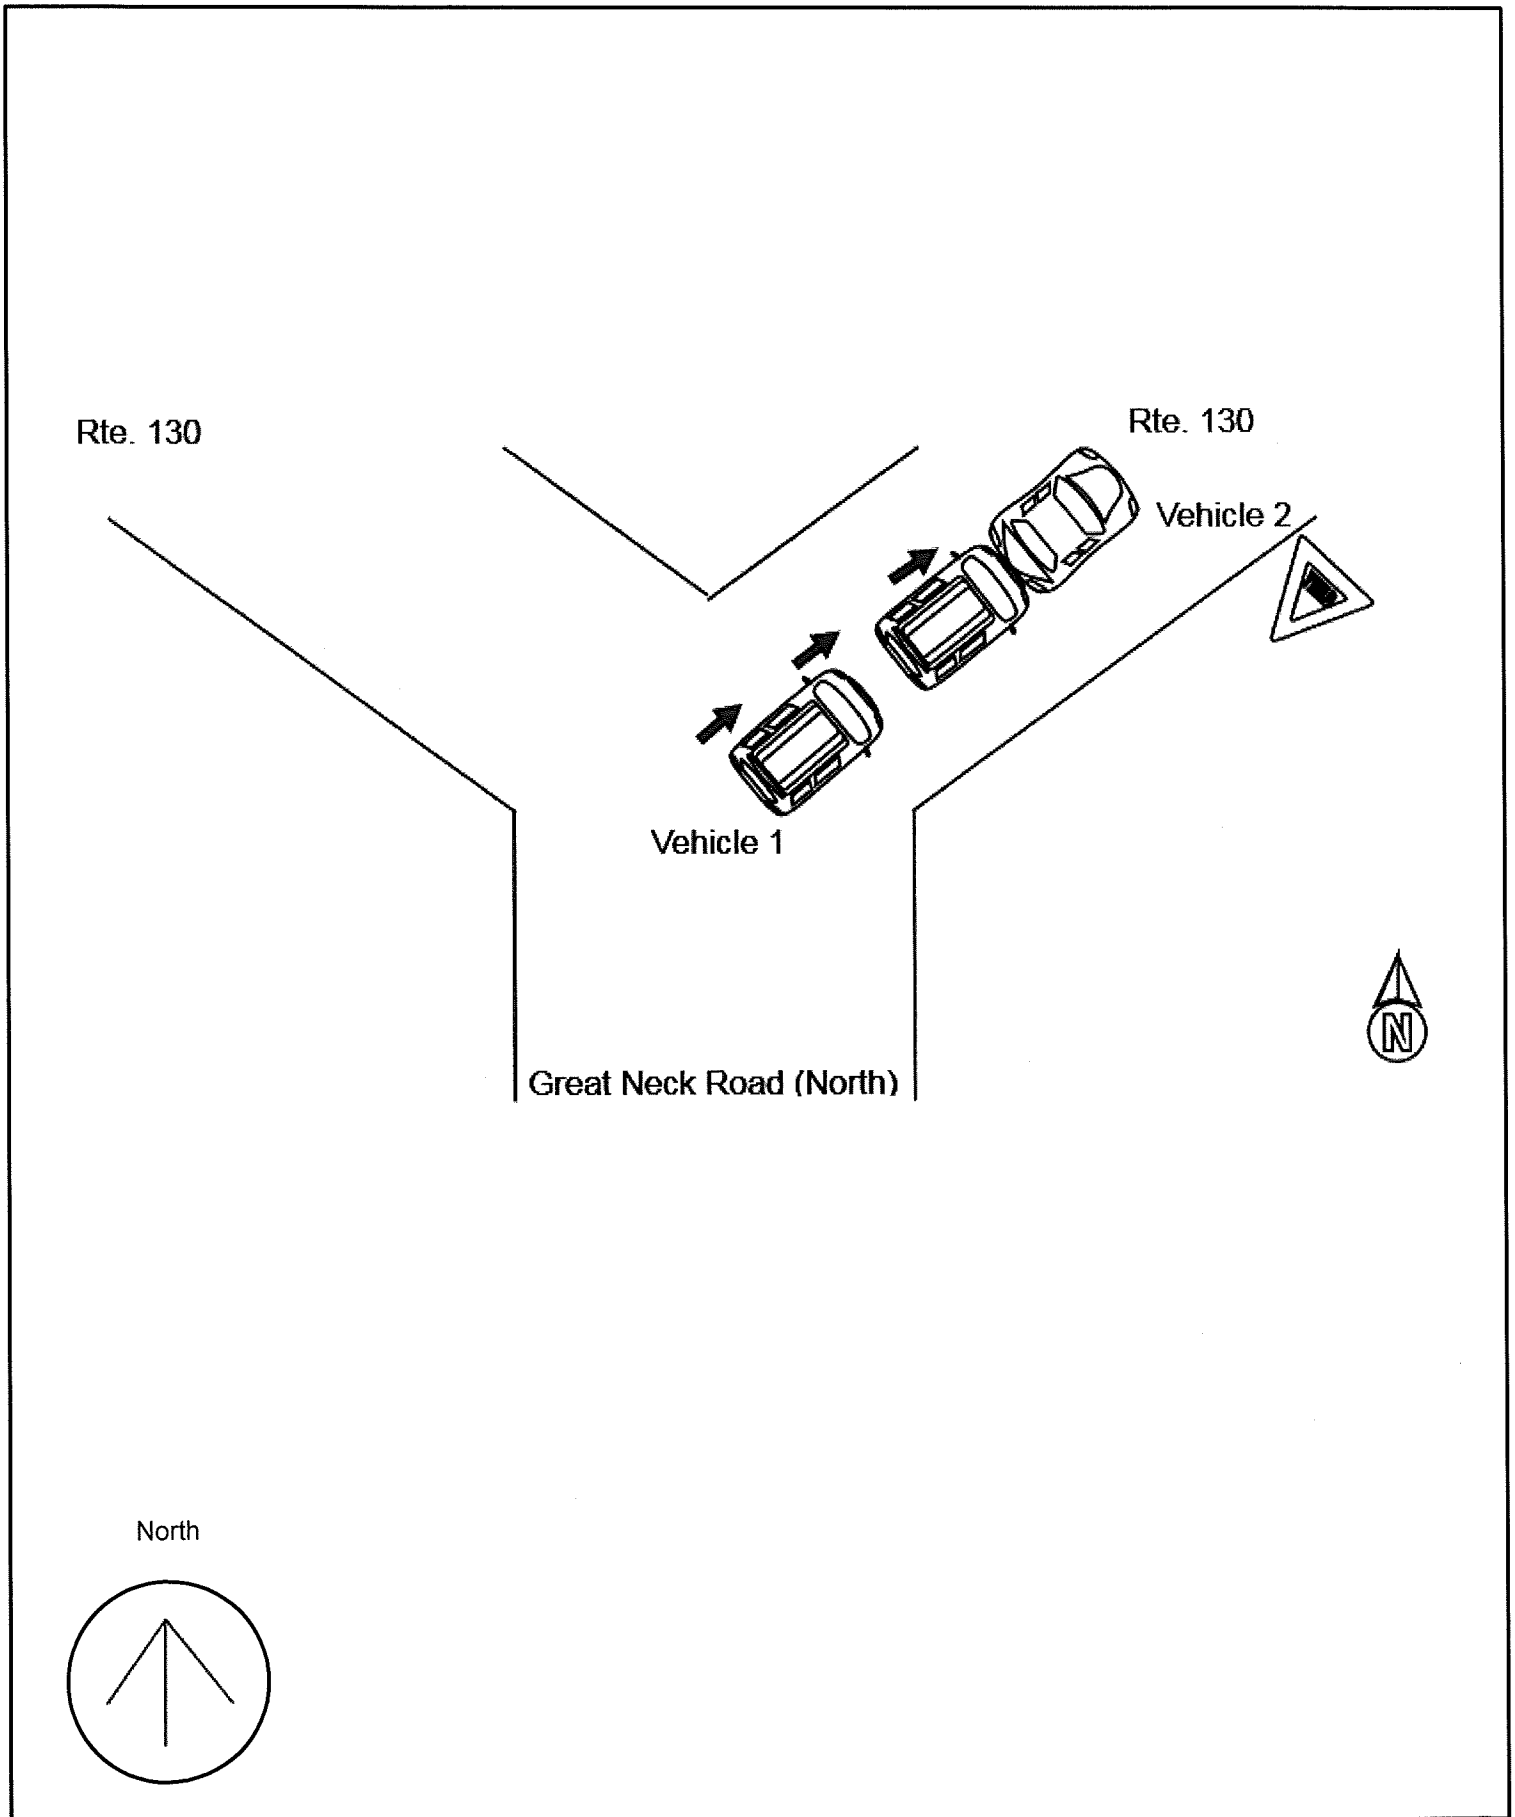 Rte. 130
Rte. 130
Vehicle 2
Vehicle 1
Great Neck Road (North)
N
North